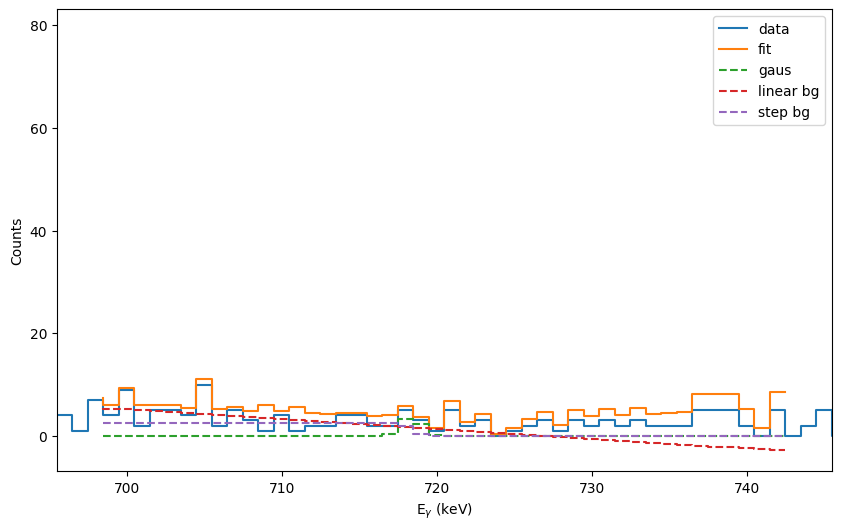 80
60
40
20
0
Counts
data
fit
gaus
linear bg
step bg
700
710
720
730
740
Eγ (keV)